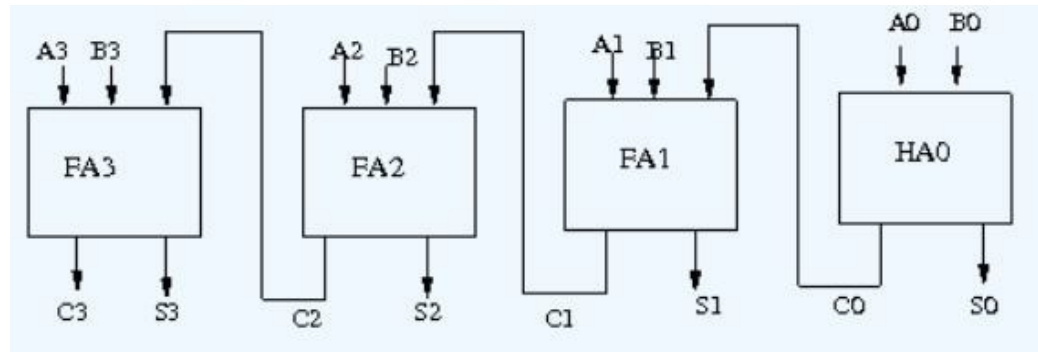 A3 B3 A2 B2 A1 B1 A0 B0
FA3 FA2 FA1 HA0
C3 S3 C2 S2 C1 S1 C0 S0